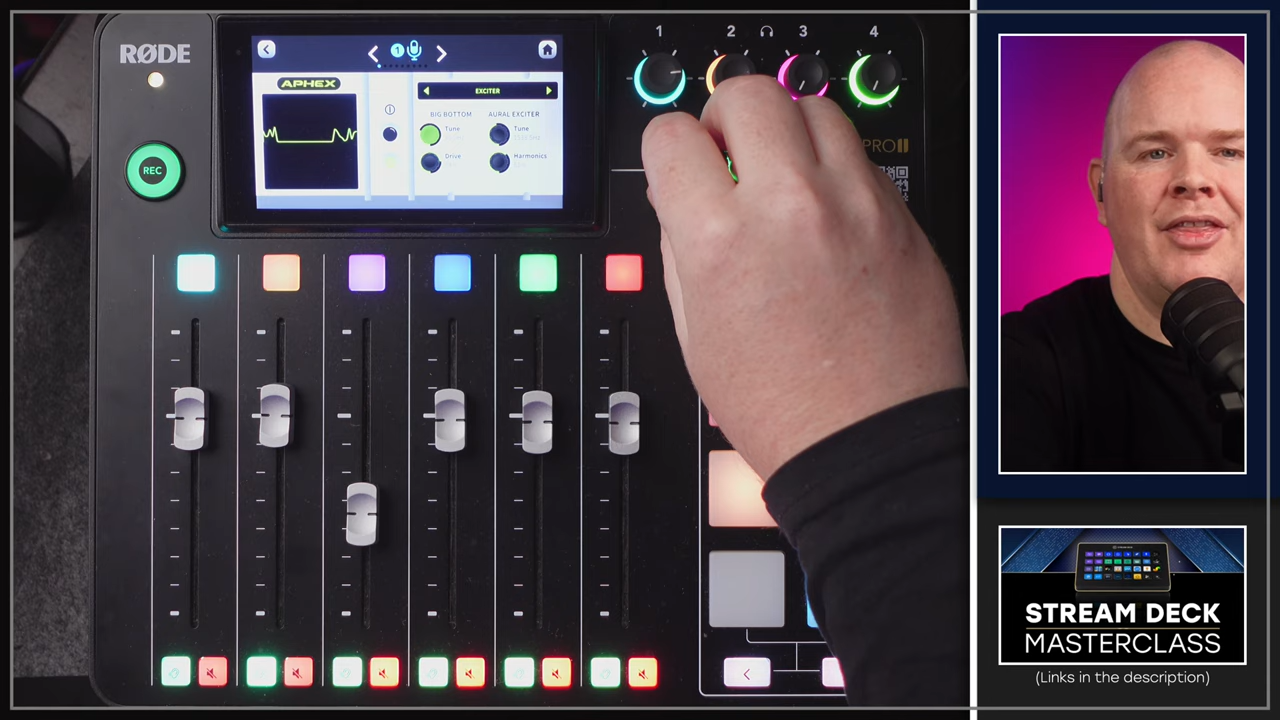 RØDE
REC
1
APHEX
EXCITER
BIG BOTTOM
AURAL EXCITER
Tune
Tune
Drive
Harmonics
1 2 3 4
PRO II
STREAM DECK
MASTERCLASS
(Links in the description)